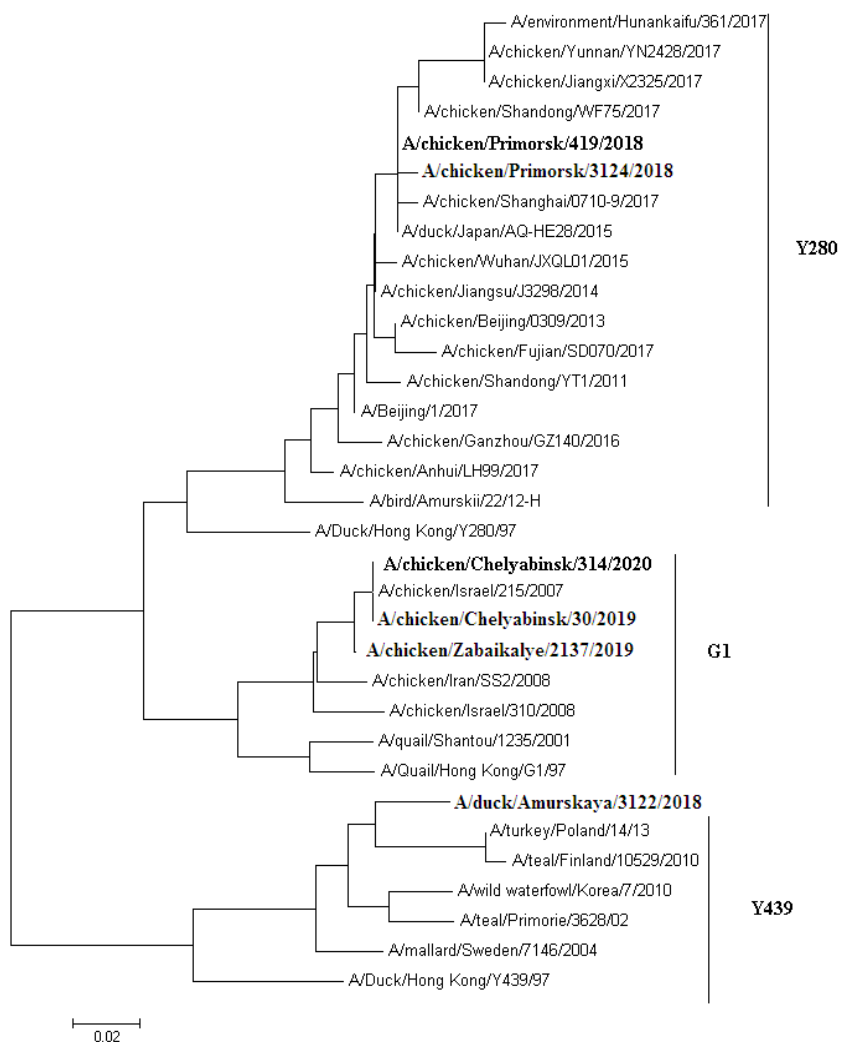 A/environment/Hunankaifu/361/2017
A/chicken/Yunnan/YN2428/2017
A/chicken/Jiangxi/X2325/2017
A/chicken/Shandong/WF75/2017
A/chicken/Primorsk/419/2018
A/chicken/Primorsk/3124/2018
A/chicken/Shanghai/0710-9/2017
A/duck/Japan/AQ-HE28/2015
Y280
A/chicken/Wuhan/JXQL01/2015
A/chicken/Jiangsu/J3298/2014
A/chicken/Beijing/0309/2013
A/chicken/Fujian/SD070/2017
A/chicken/Shandong/YT1/2011
A/Beijing/1/2017
A/chicken/Ganzhou/GZ140/2016
A/chicken/Anhui/LH99/2017
A/bird/Amurskii/22/12-H
A/Duck/Hong Kong/Y280/97
A/chicken/Chelyabinsk/314/2020
A/chicken/Israel/215/2007
A/chicken/Chelyabinsk/30/2019
A/chicken/Zabaikalye/2137/2019
G1
A/chicken/Iran/SS2/2008
A/chicken/Israel/310/2008
A/quail/Shantou/1235/2001
A/Quail/Hong Kong/G1/97
A/duck/Amurskaya/3122/2018
A/turkey/Poland/14/13
A/teal/Finland/10529/2010
A/wild waterfowl/Korea/7/2010
Y439
A/teal/Primorie/3628/02
A/mallard/Sweden/7146/2004
A/Duck/Hong Kong/Y439/97
0.02